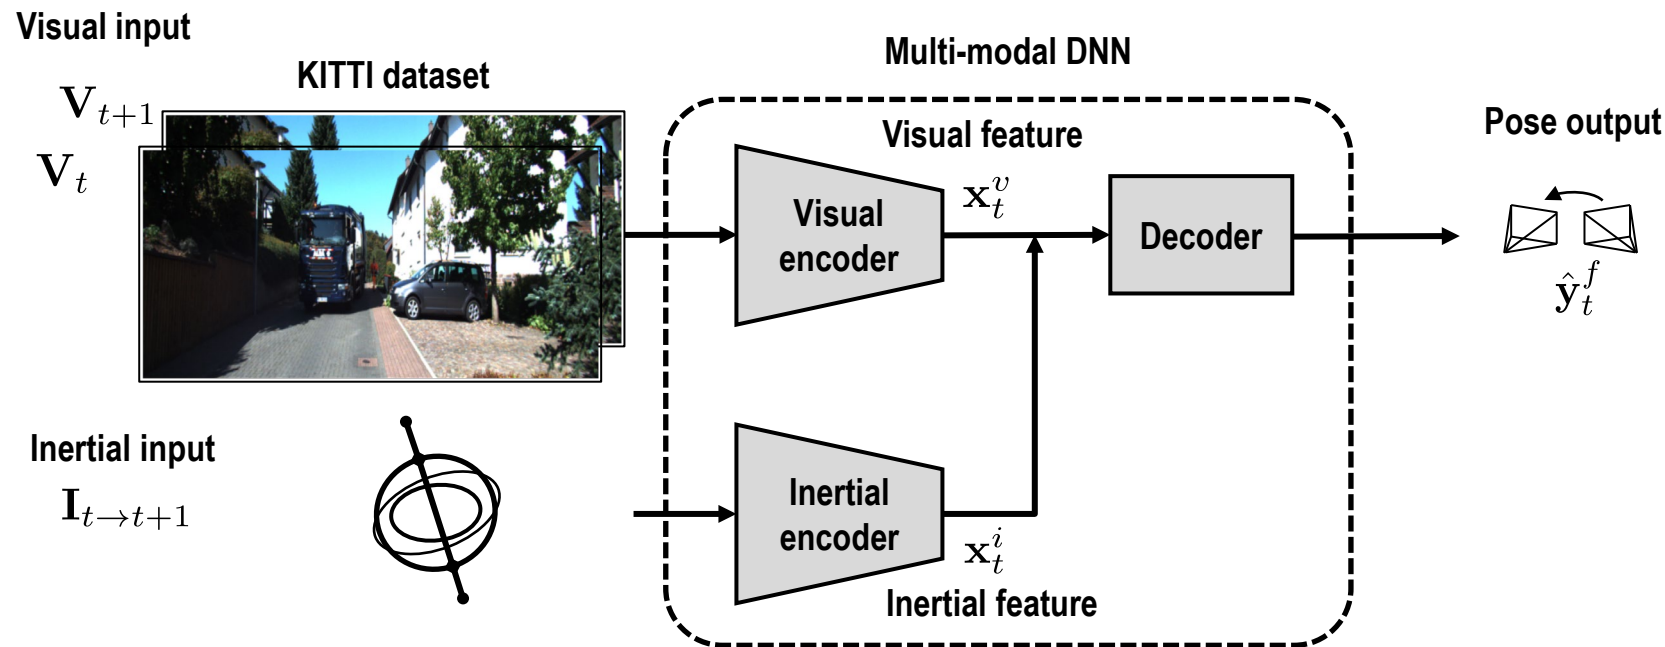 Visual input
KITTI dataset
Multi-modal DNN
V_{t+1}
V_t
Visual feature
Pose output
x_t^v
Visual
encoder
Decoder
ŷ_t^f
Inertial input
I_{t→t+1}
Inertial
encoder
x_t^i
Inertial feature